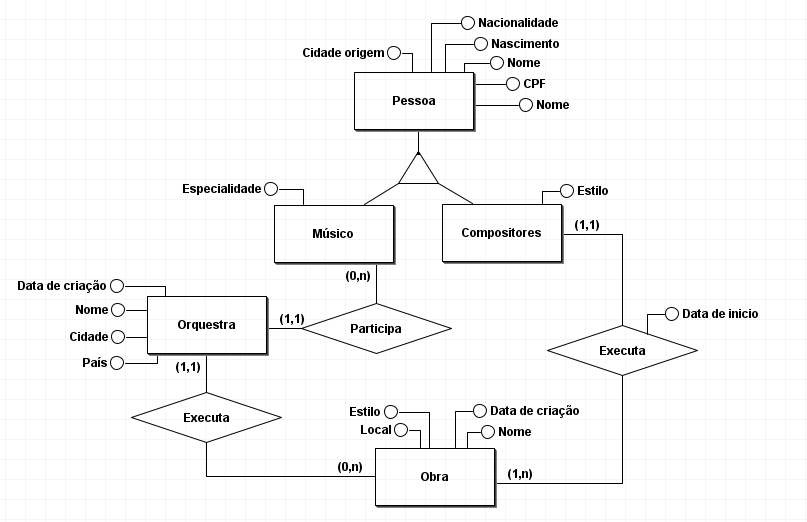 Nacionalidade
Nascimento
Cidade origem
Nome
CPF
Pessoa
Nome
Especialidade
Estilo
Músico
Compositores
(1,1)
(0,n)
Data de criação
Nome
Orquestra
(1,1)
Participa
Data de inicio
Cidade
País
(1,1)
Executa
Executa
Estilo
Data de criação
Local
Nome
(0,n)
Obra
(1,n)